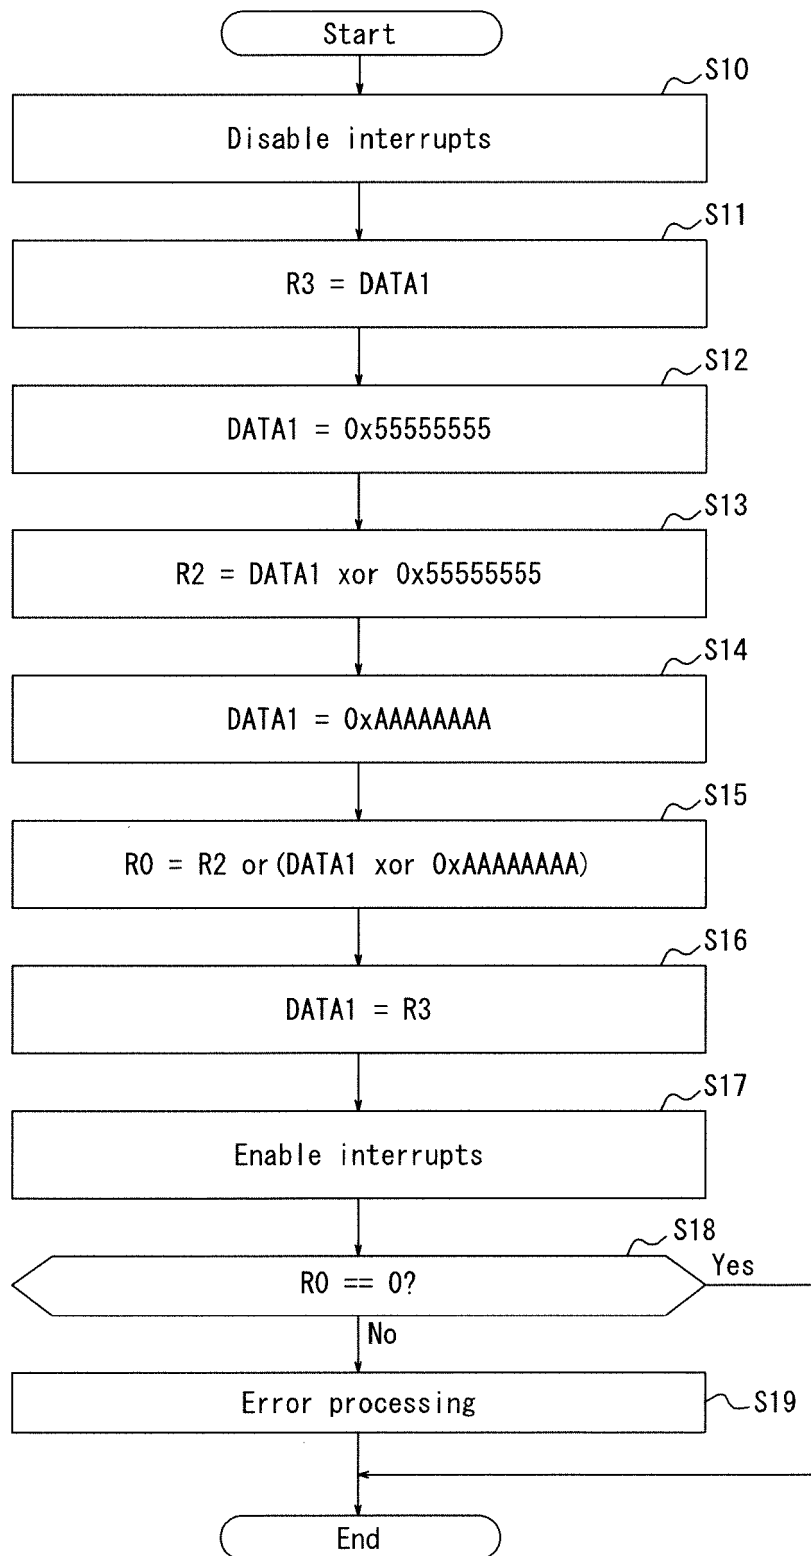 Start
S10
Disable interrupts
S11
R3 = DATA1
S12
DATA1 = 0x55555555
S13
R2 = DATA1 xor 0x55555555
S14
DATA1 = 0xAAAAAAAA
S15
R0 = R2 or(DATA1 xor 0xAAAAAAAA)
S16
DATA1 = R3
S17
Enable interrupts
S18
R0 == 0?
Yes
No
Error processing
S19
End